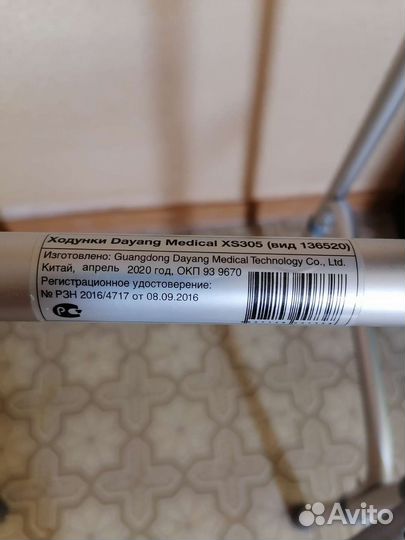 Ходунки Dayang Medical XS305 (вид 136520)
Изготовлено: Guangdong Dayang Medical Technology Co., Ltd.
Китай, апрель 2020 год, ОКП 93 9670
Регистрационное удостоверение:
№ РЗН 2016/4717 от 08.09.2016
Avito